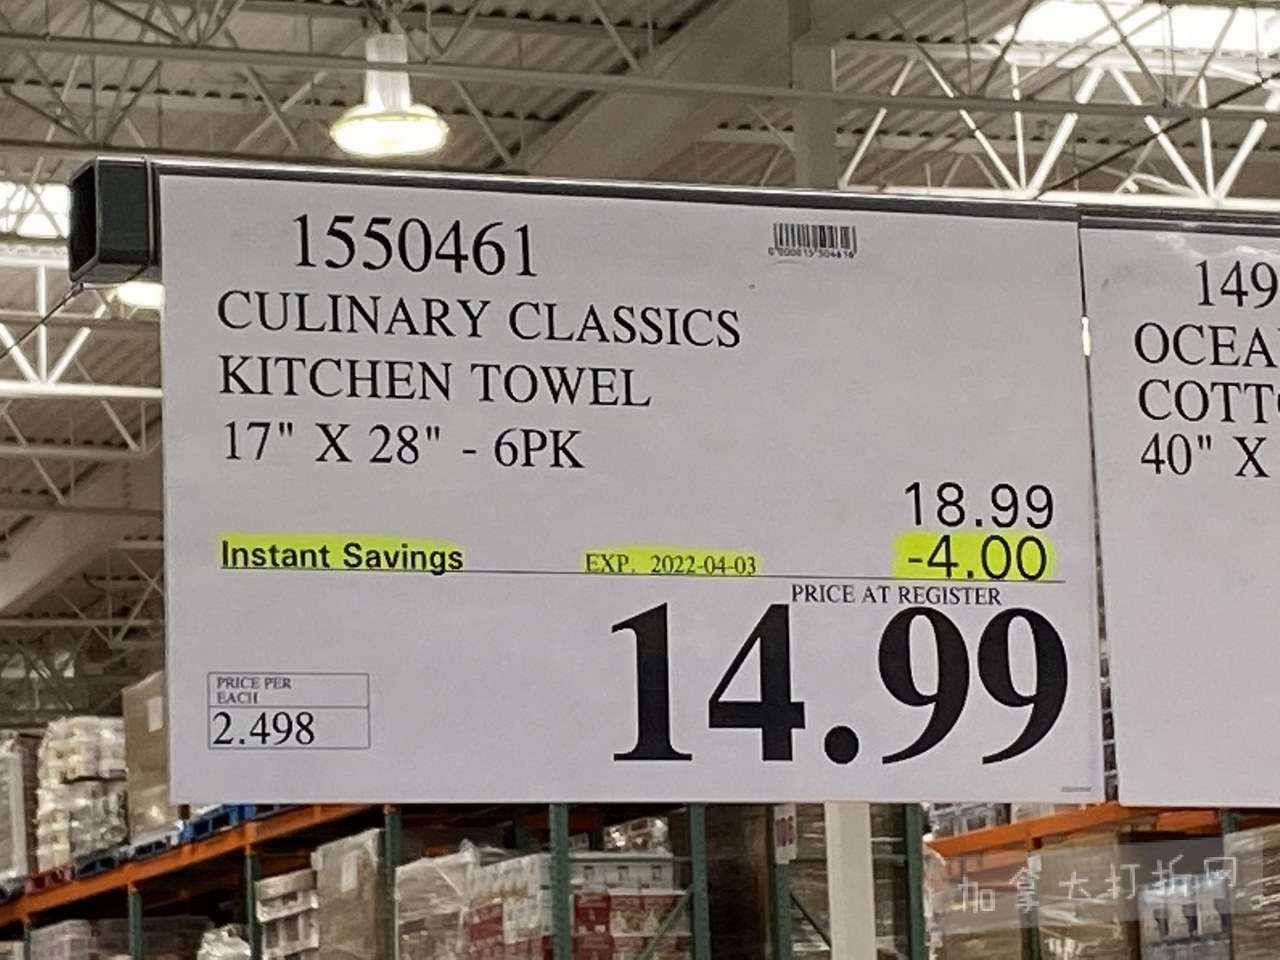 1550461
CULINARY CLASSICS
KITCHEN TOWEL
17" X 28" - 6PK
18.99
Instant Savings EXP. 2022-04-03 -4.00
PRICE AT REGISTER
14.99
PRICE PER
EACH
2.498
149
OCEA
COTT
40" X
加拿大打折网